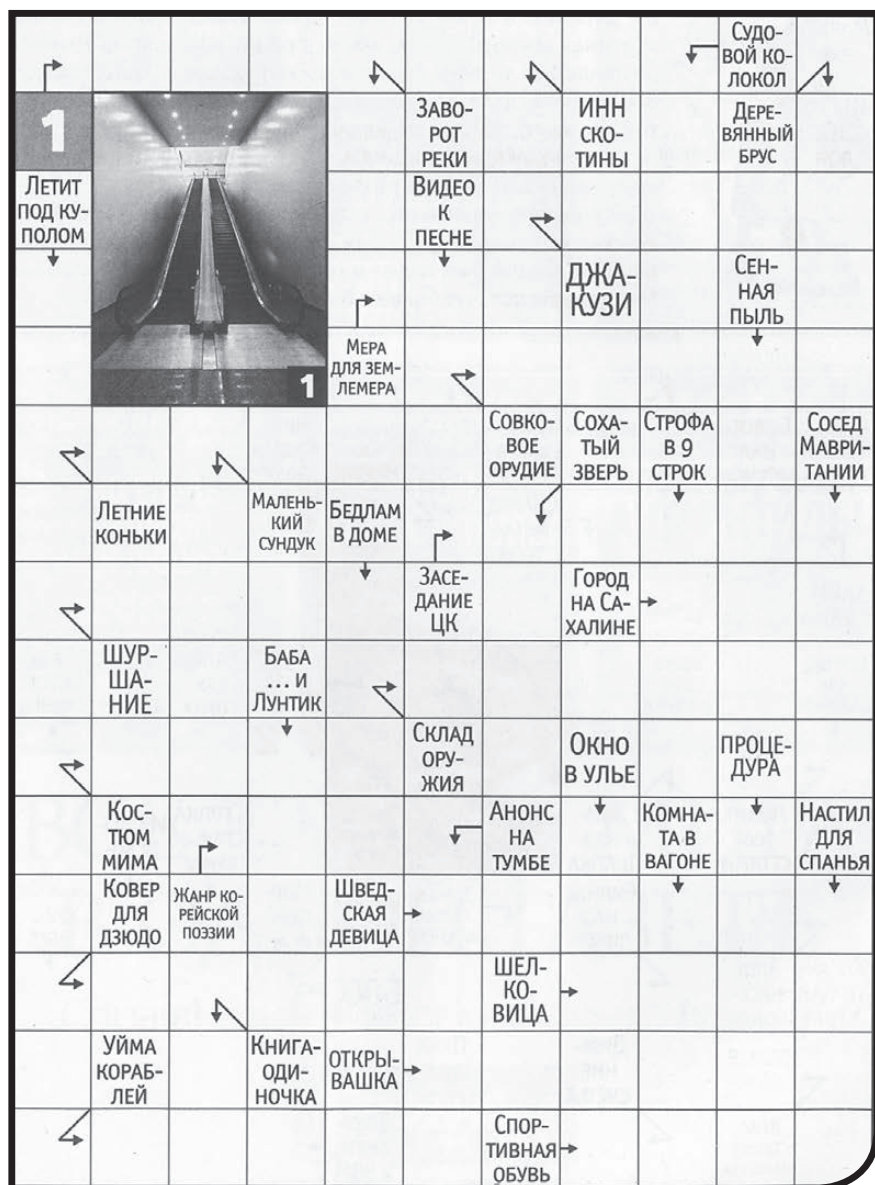 Судо-
вой ко-
локол
1
Заво-
рот
реки
ИНН
ско-
тины
Дере-
вянный
брус
Летит
под ку-
полом
Видео
к
песне
ДЖА-
КУЗИ
Сен-
ная
пыль
Мера
для зем-
лемера
1
Совко-
вое
орудие
Соха-
тый
зверь
Строфа
в 9
строк
Сосед
Маври-
тании
Летние
коньки
Малень-
кий
сундук
Бедлам
в доме
Засе-
дание
ЦК
Город
на Са-
халине
ШУР-
ША-
НИЕ
Баба
... и
Лунтик
Склад
ору-
жия
Окно
в улье
ПРОЦЕ-
ДУРА
Кос-
тюм
мима
Анонс
на
тумбе
Комна-
та в
вагоне
Настил
для
спанья
Ковер
для
дзюдо
Жанр ко-
рейской
поэзии
Швед-
ская
девица
Шел-
ко-
вица
Уйма
кораб-
лей
Книга-
оди-
ночка
ОТКРЫ-
ВАШКА
Спор-
тивная
обувь